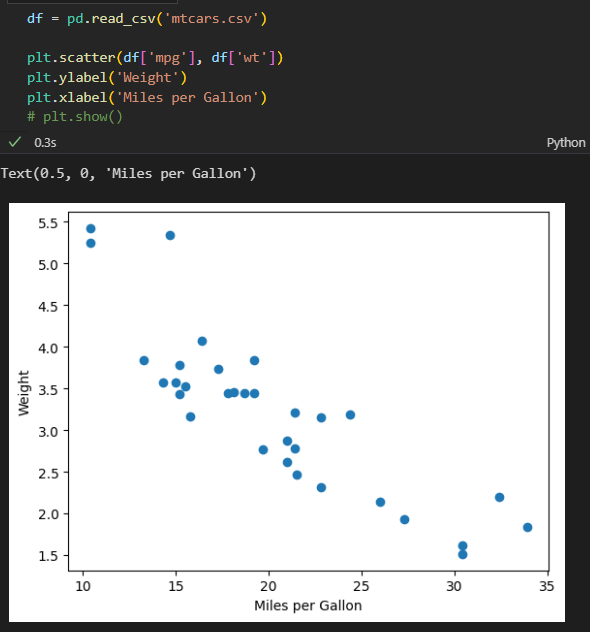 df = pd.read_csv('mtcars.csv')
plt.scatter(df['mpg'], df['wt'])
plt.ylabel('Weight')
plt.xlabel('Miles per Gallon')
# plt.show()
0.3s
Python
Text(0.5, 0, 'Miles per Gallon')
5.5
5.0
4.5
4.0
3.5
3.0
2.5
2.0
1.5
Weight
10 15 20 25 30 35
Miles per Gallon